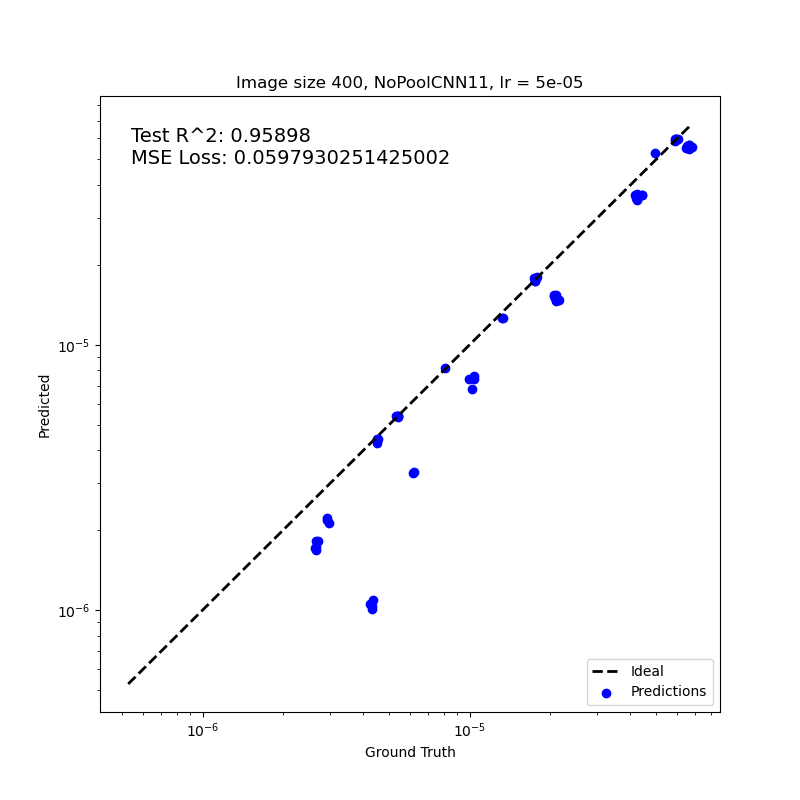 Image size 400, NoPoolCNN11, lr = 5e-05
Test R^2: 0.95898
MSE Loss: 0.0597930251425002
Predicted
10^-5
10^-6
10^-6
10^-5
Ground Truth
Ideal
Predictions